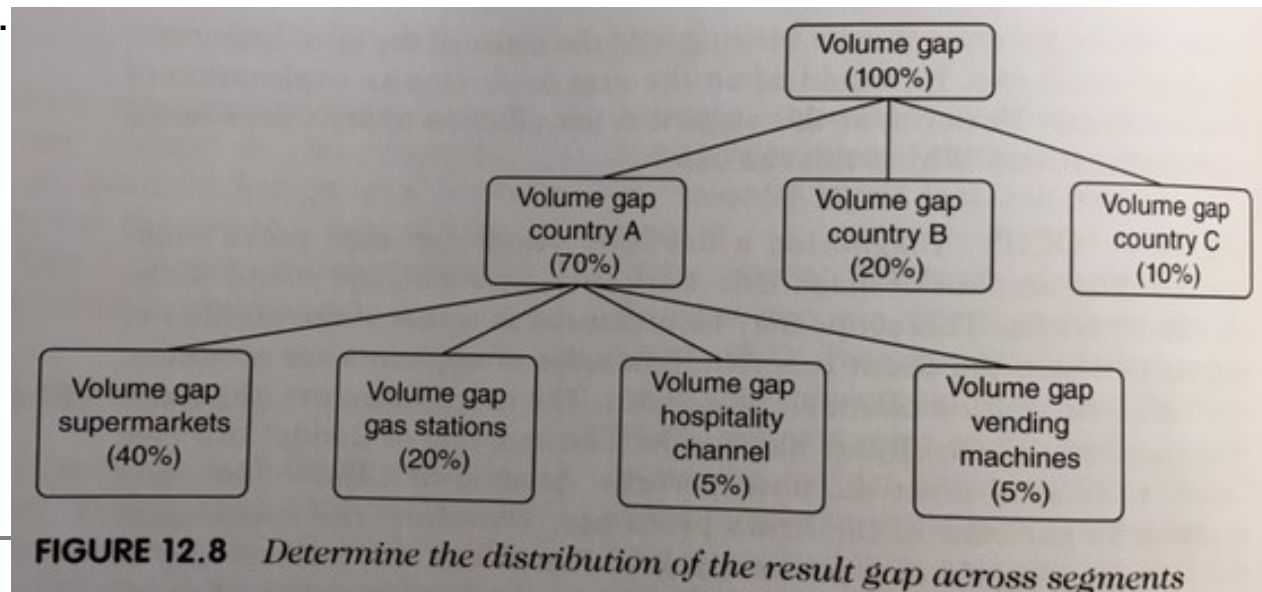 Volume gap
(100%)
Volume gap
country A
(70%)
Volume gap
country B
(20%)
Volume gap
country C
(10%)
Volume gap
supermarkets
(40%)
Volume gap
gas stations
(20%)
Volume gap
hospitality
channel
(5%)
Volume gap
vending
machines
(5%)
FIGURE 12.8 Determine the distribution of the result gap across segments